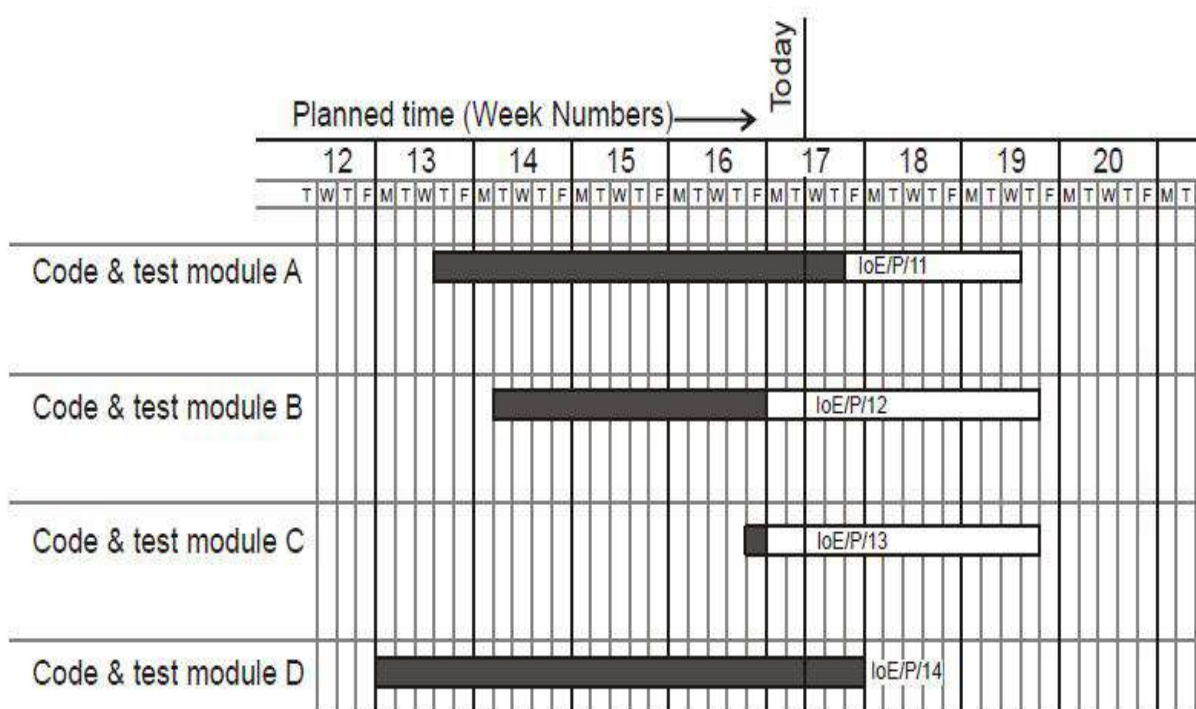 Today
Planned time (Week Numbers)
12 13 14 15 16 17 18 19 20
T W T F M T W T F M T W T F M T W T F M T W T F M T W T F M T W T F M T W T F M T W T F M T
Code & test module A IoE/P/11
Code & test module B IoE/P/12
Code & test module C IoE/P/13
Code & test module D IoE/P/14